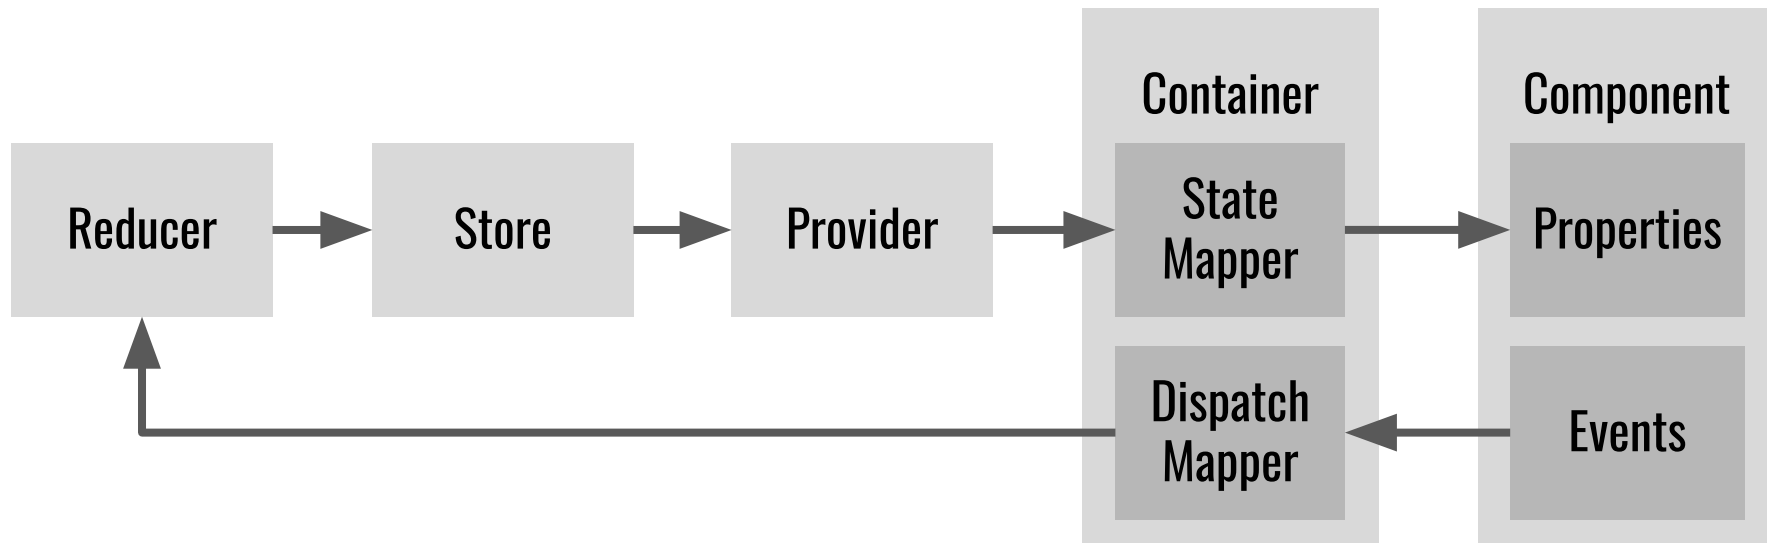 Container
Component
Reducer
Store
Provider
State
Mapper
Properties
Dispatch
Mapper
Events